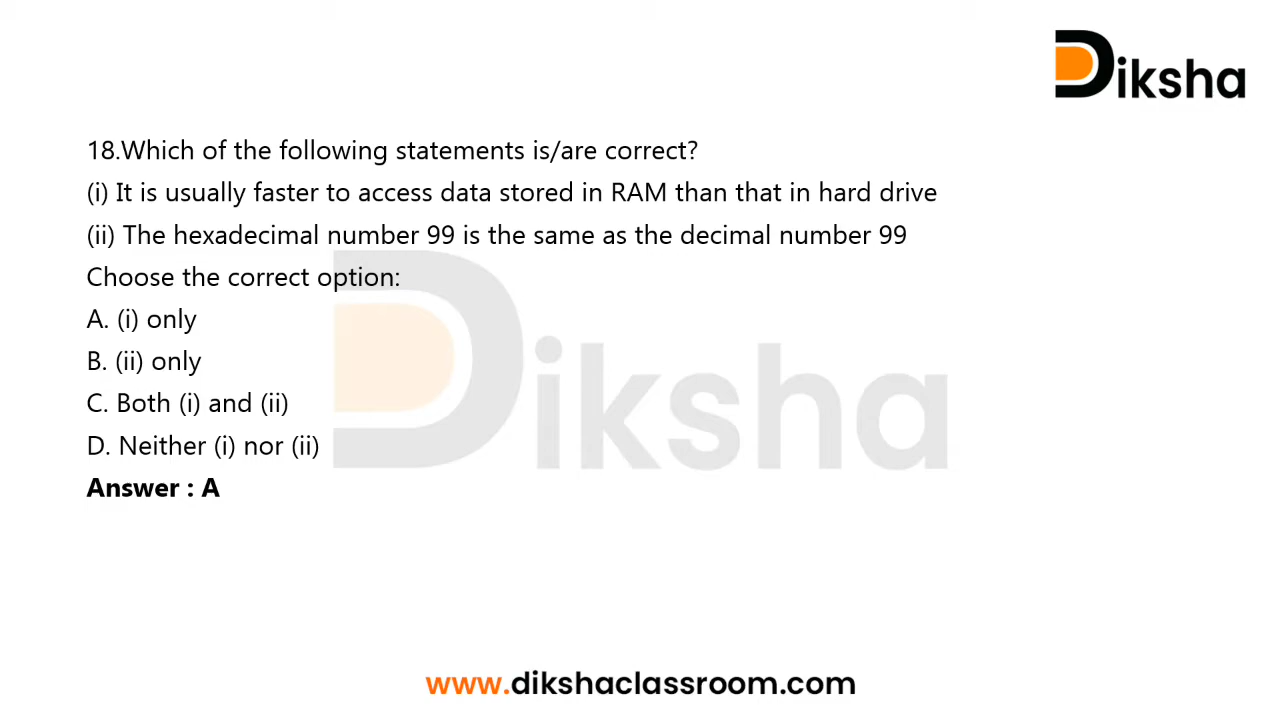 Diksha
18.Which of the following statements is/are correct?
(i) It is usually faster to access data stored in RAM than that in hard drive
(ii) The hexadecimal number 99 is the same as the decimal number 99
Choose the correct option:
A. (i) only
B. (ii) only
C. Both (i) and (ii)
D. Neither (i) nor (ii)
Answer : A
Diksha
www.dikshaclassroom.com